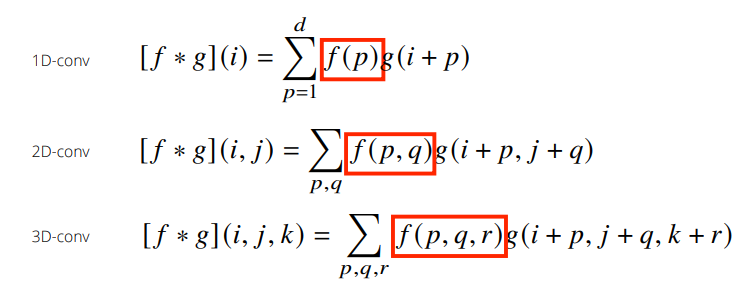 1D-conv [f ∗ g](i) = ∑_{p=1}^{d} f(p)g(i + p)
2D-conv [f ∗ g](i, j) = ∑_{p,q} f(p, q)g(i + p, j + q)
3D-conv [f ∗ g](i, j, k) = ∑_{p,q,r} f(p, q, r)g(i + p, j + q, k + r)